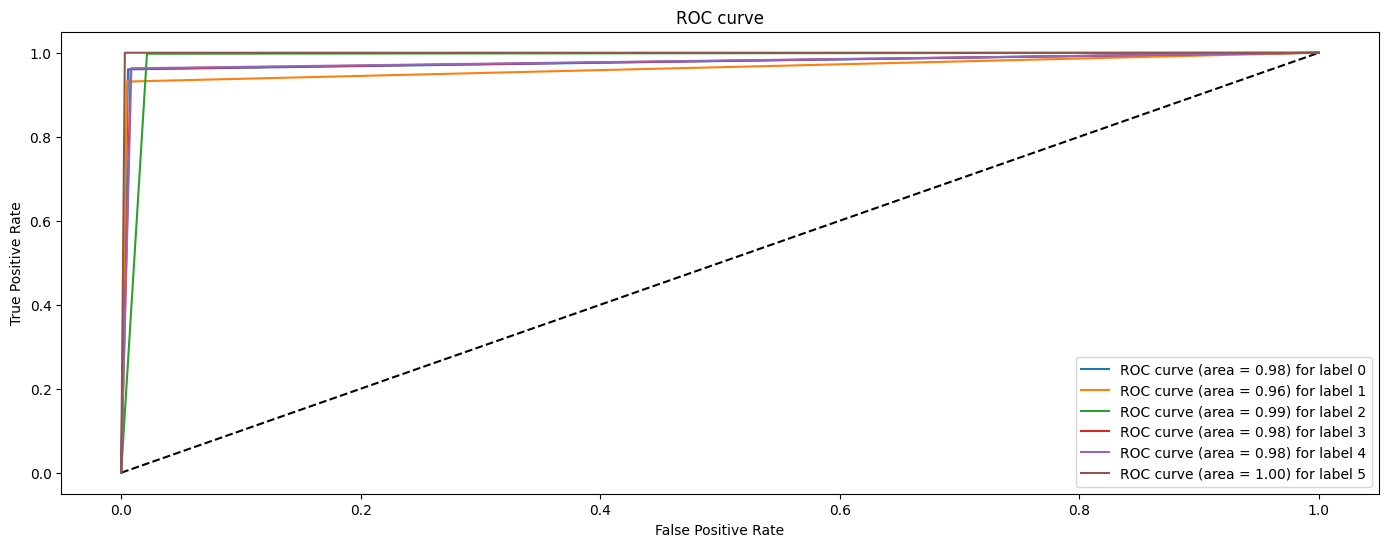 ROC curve
True Positive Rate
1.0
0.8
0.6
0.4
0.2
0.0
ROC curve (area = 0.98) for label 0
ROC curve (area = 0.96) for label 1
ROC curve (area = 0.99) for label 2
ROC curve (area = 0.98) for label 3
ROC curve (area = 0.98) for label 4
ROC curve (area = 1.00) for label 5
0.0 0.2 0.4 0.6 0.8 1.0
False Positive Rate